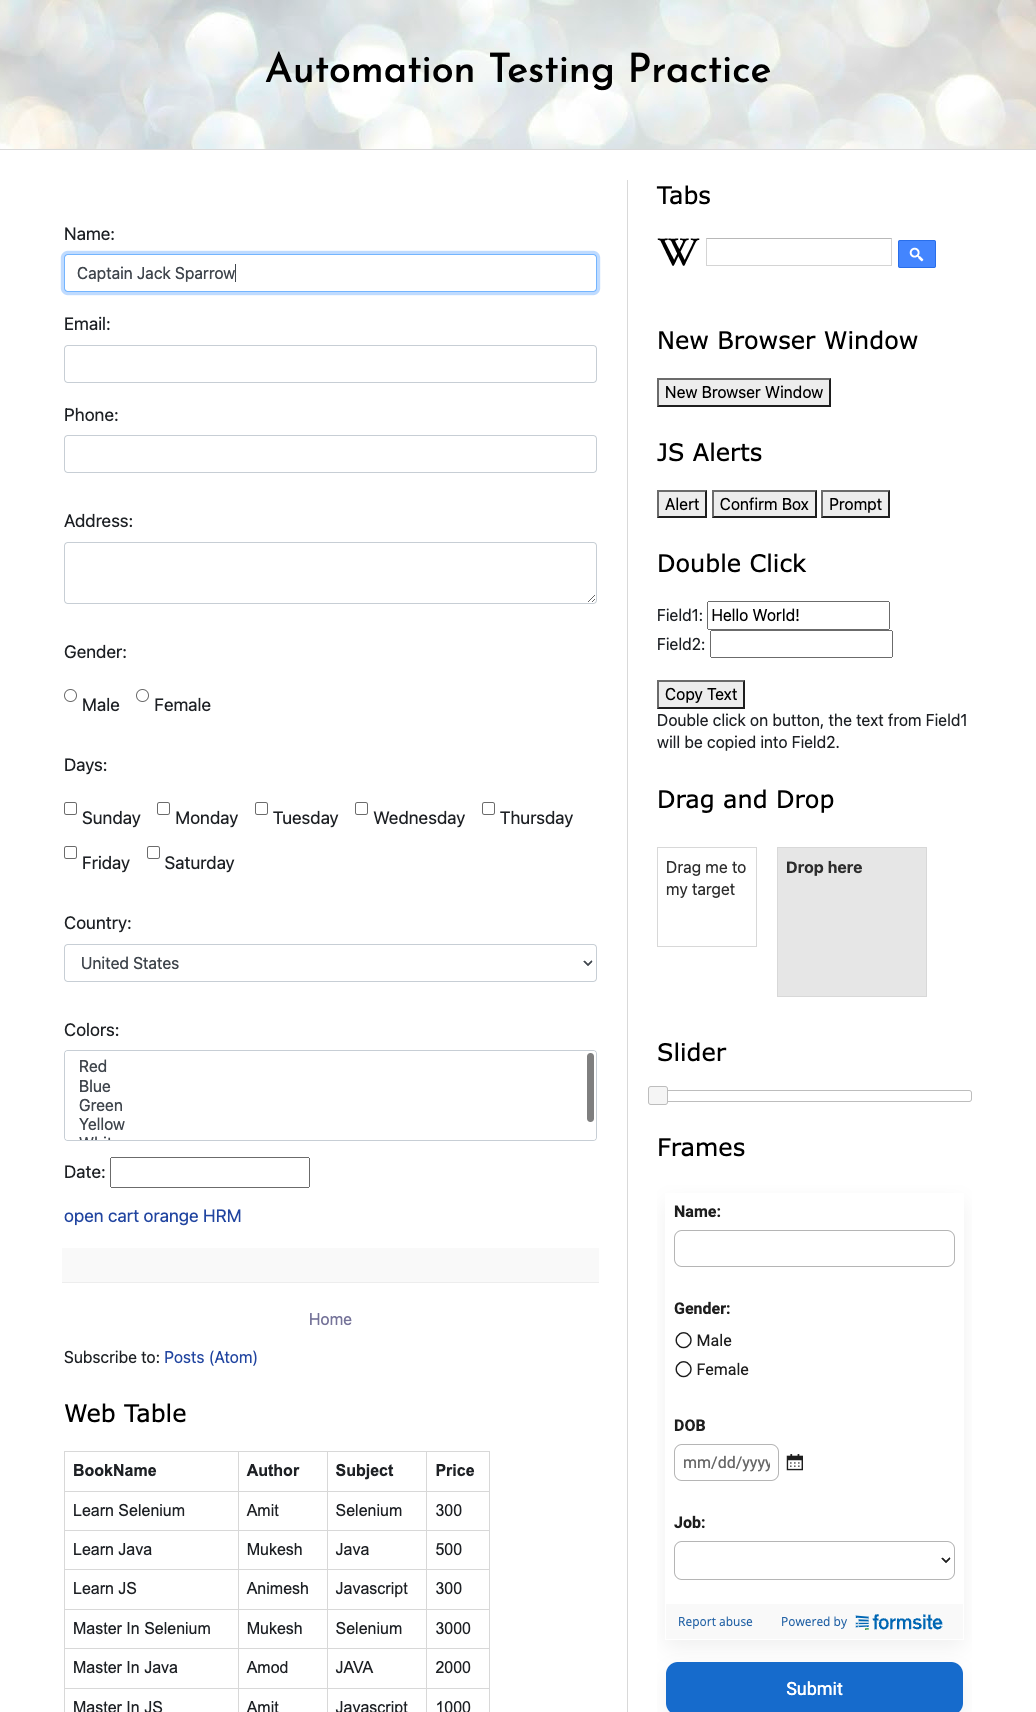 Automation Testing Practice
Name:
Captain Jack Sparrow
Email:
Phone:
Address:
Gender:
Male Female
Days:
Sunday Monday Tuesday Wednesday Thursday
Friday Saturday
Country:
United States
Colors:
Red
Blue
Green
Yellow
Date:
open cart orange HRM
Home
Subscribe to: Posts (Atom)
Web Table
BookName Author Subject Price
Learn Selenium Amit Selenium 300
Learn Java Mukesh Java 500
Learn JS Animesh Javascript 300
Master In Selenium Mukesh Selenium 3000
Master In Java Amod JAVA 2000
Master In JS Amit Javascript 1000
Tabs
W
New Browser Window
New Browser Window
JS Alerts
Alert Confirm Box Prompt
Double Click
Field1: Hello World!
Field2:
Copy Text
Double click on button, the text from Field1
will be copied into Field2.
Drag and Drop
Drag me to
my target
Drop here
Slider
Frames
Name:
Gender:
Male
Female
DOB
mm/dd/yyyy
Job:
Report abuse Powered by formsite
Submit